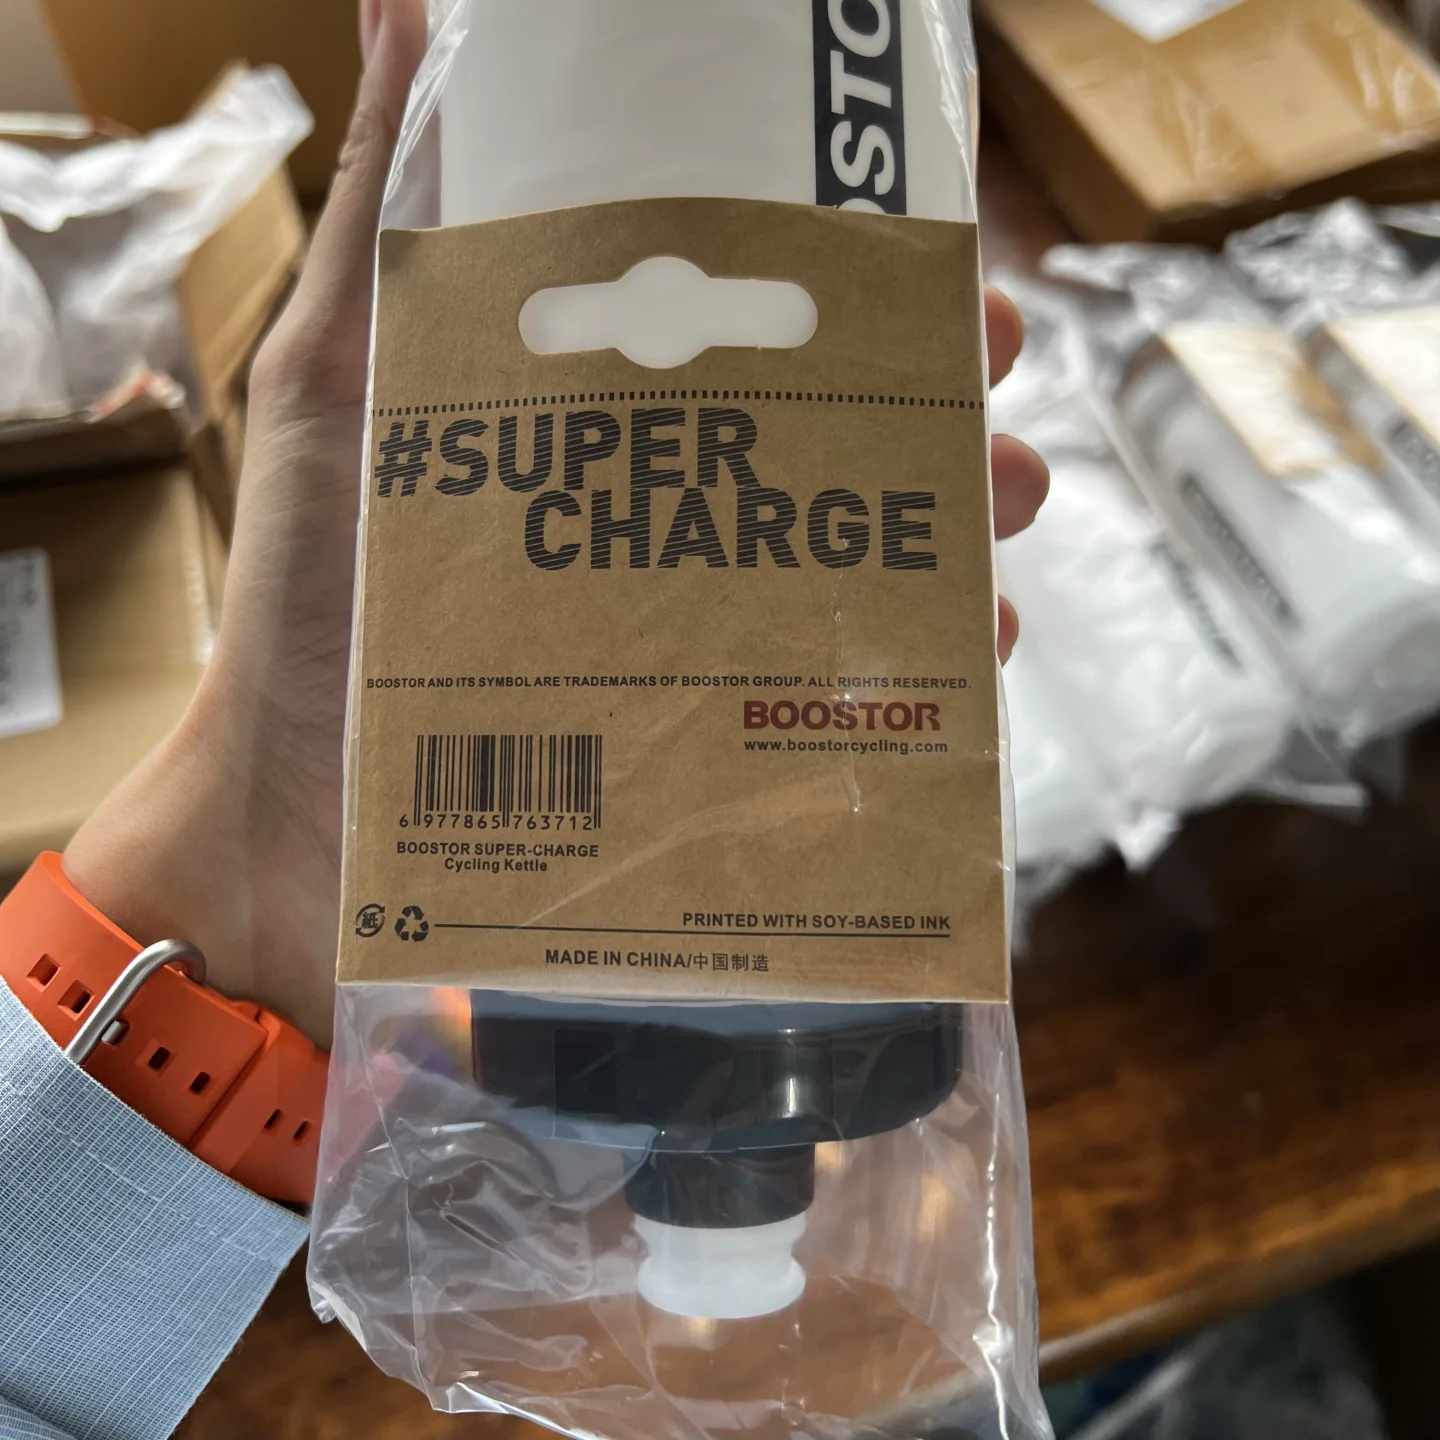 OSTO
#SUPER
CHARGE
BOOSTOR AND ITS SYMBOL ARE TRADEMARKS OF BOOSTOR GROUP. ALL RIGHTS RESERVED.
BOOSTOR
www.boostorcycling.com
6 977865 763712
BOOSTOR SUPER-CHARGE
Cycling Kettle
紙
PRINTED WITH SOY-BASED INK
MADE IN CHINA/中国制造